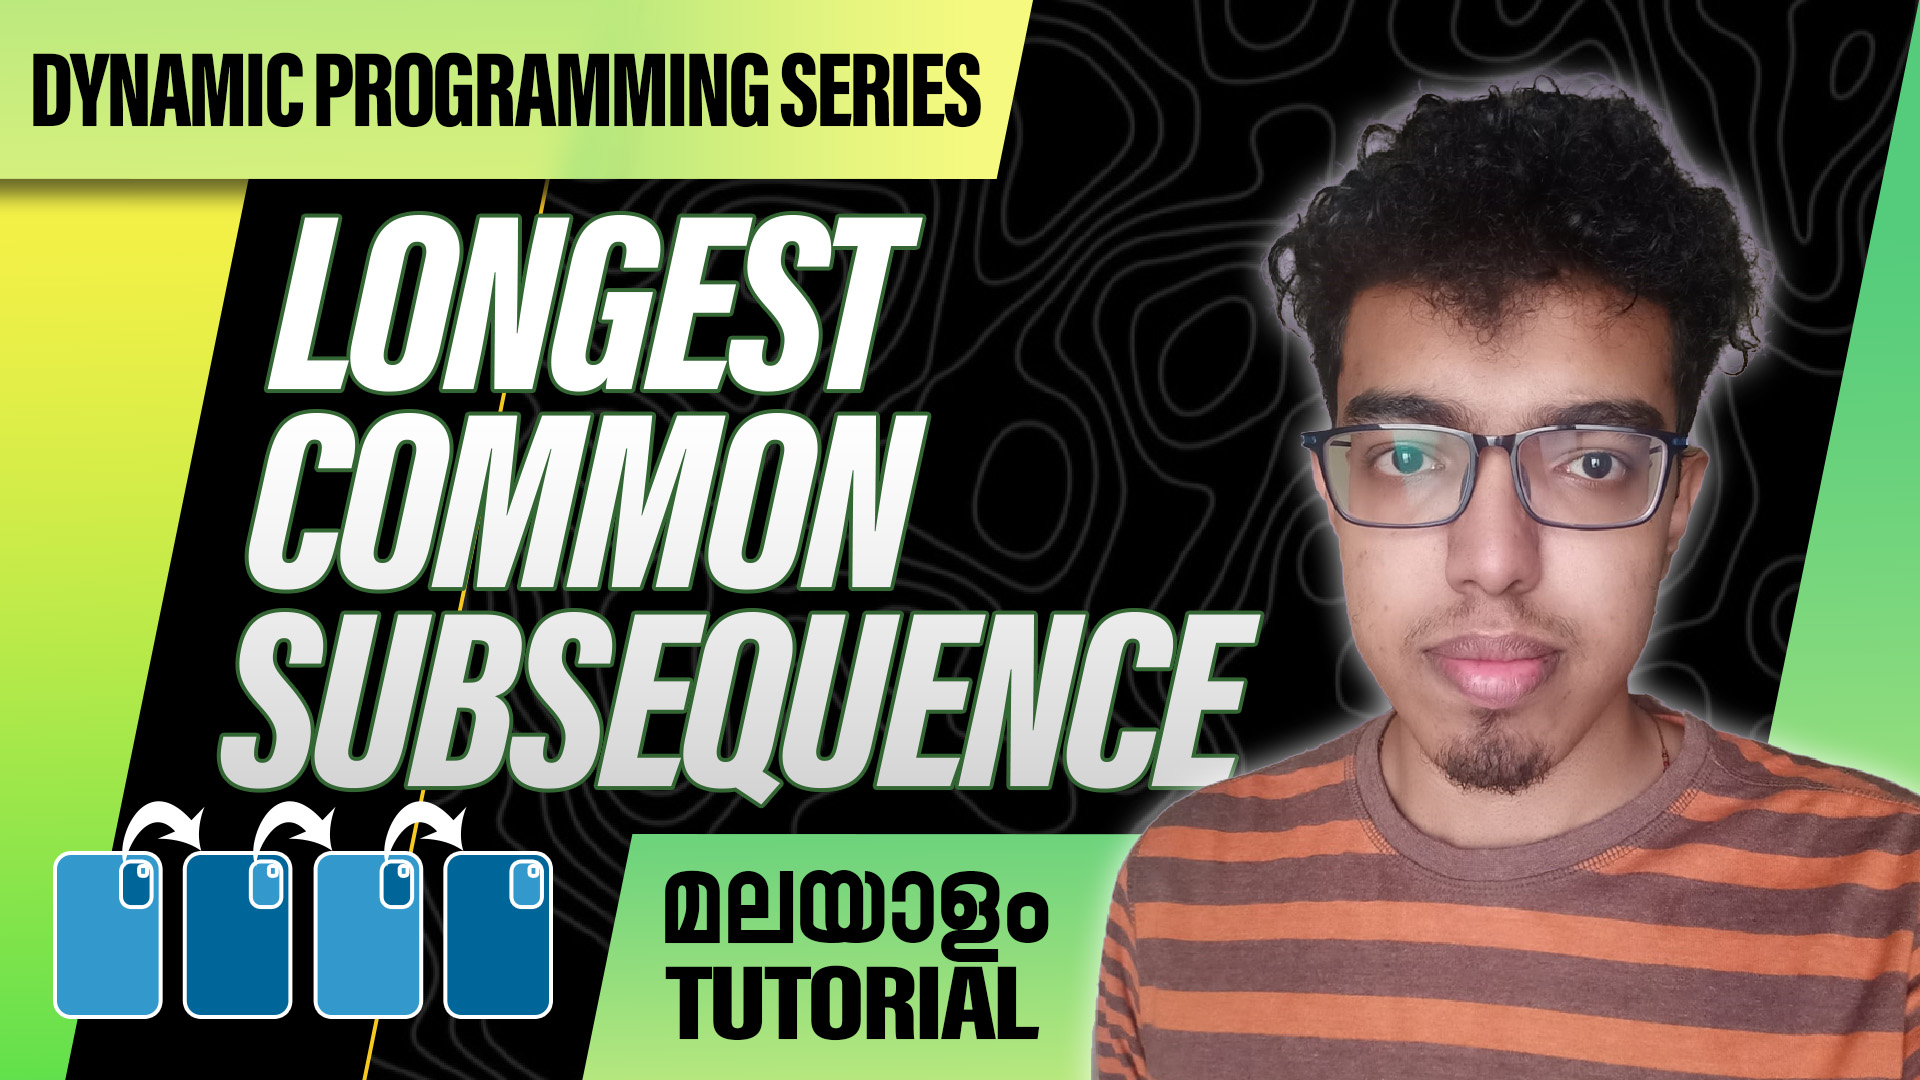 DYNAMIC PROGRAMMING SERIES
LONGEST
COMMON
SUBSEQUENCE
മലയാളം
TUTORIAL